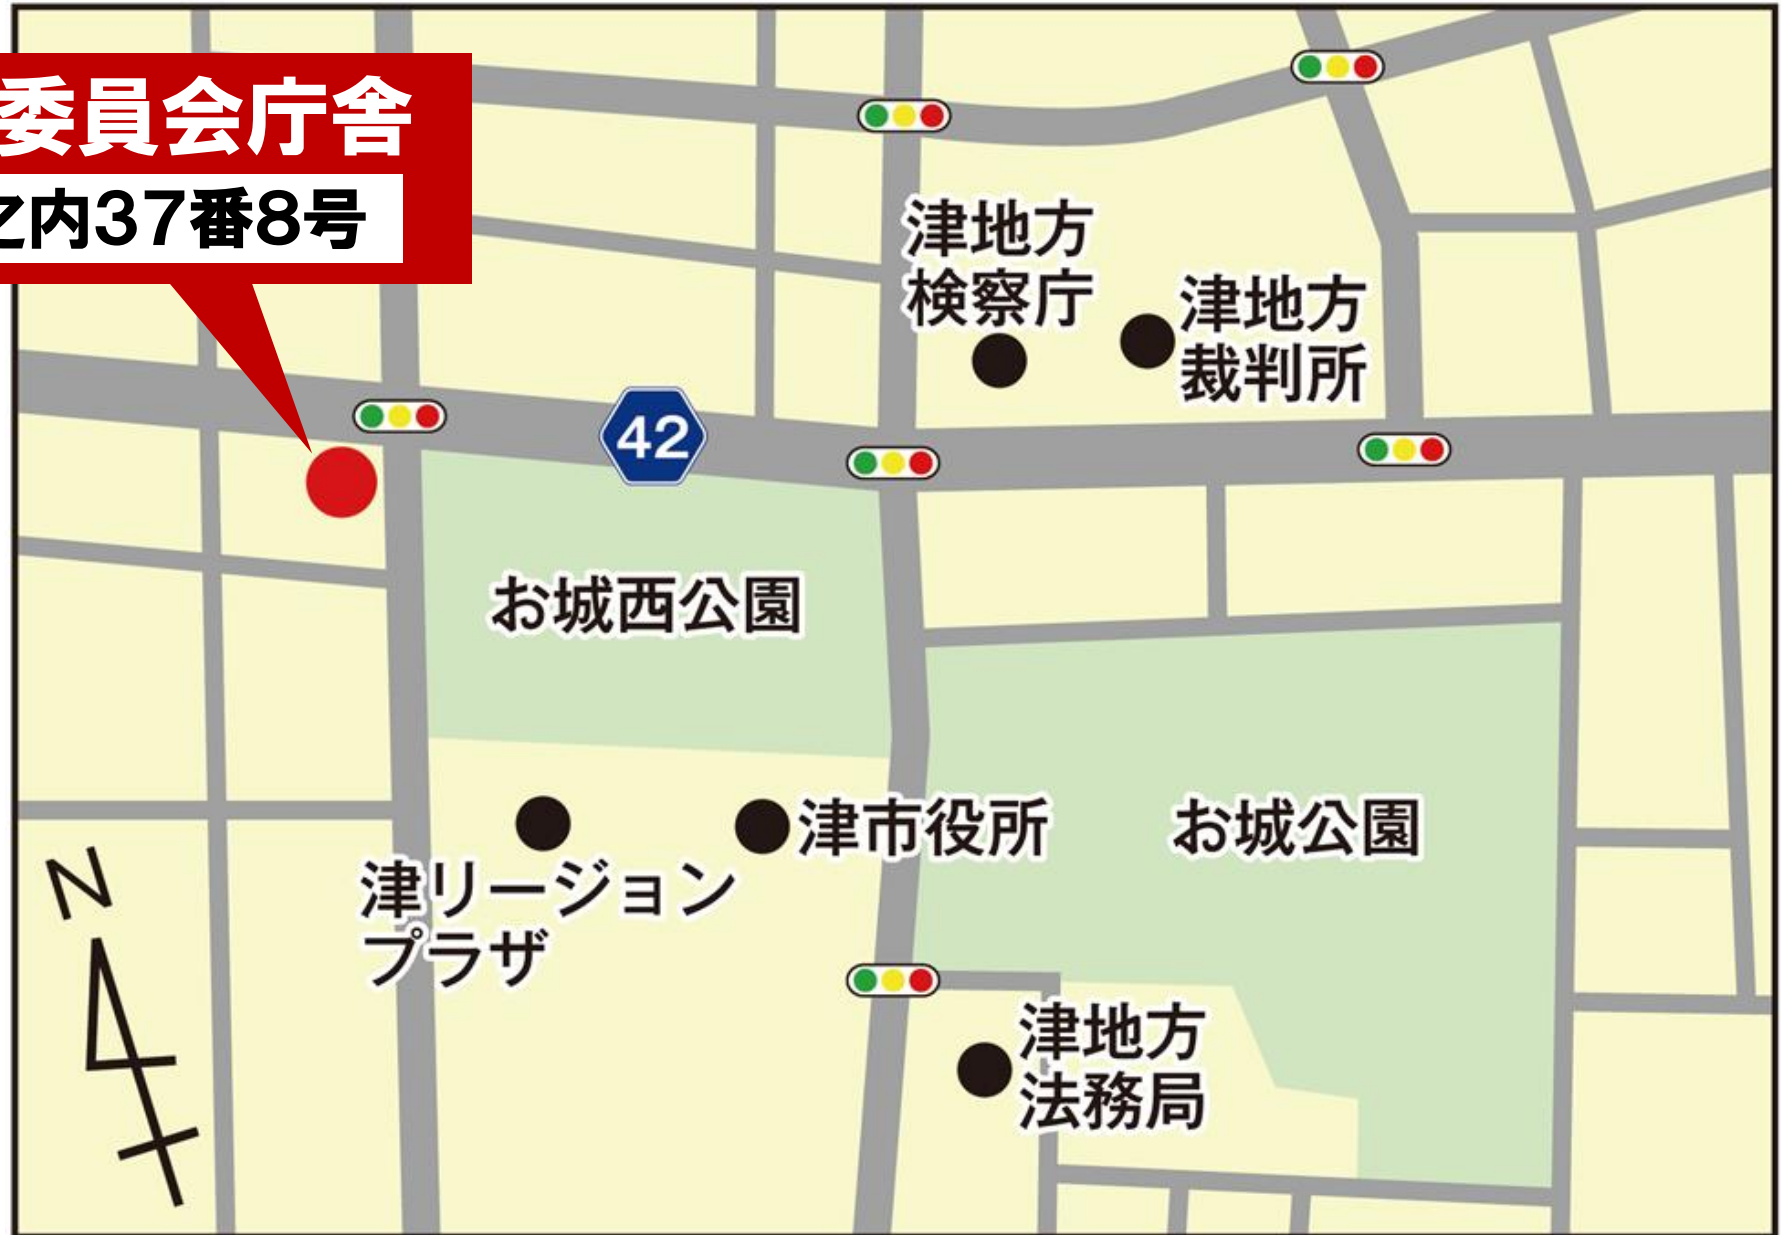 委員会庁舎
之内37番8号
津地方
検察庁
津地方
裁判所
42
お城西公園
津市役所
お城公園
津リージョン
プラザ
N
津地方
法務局